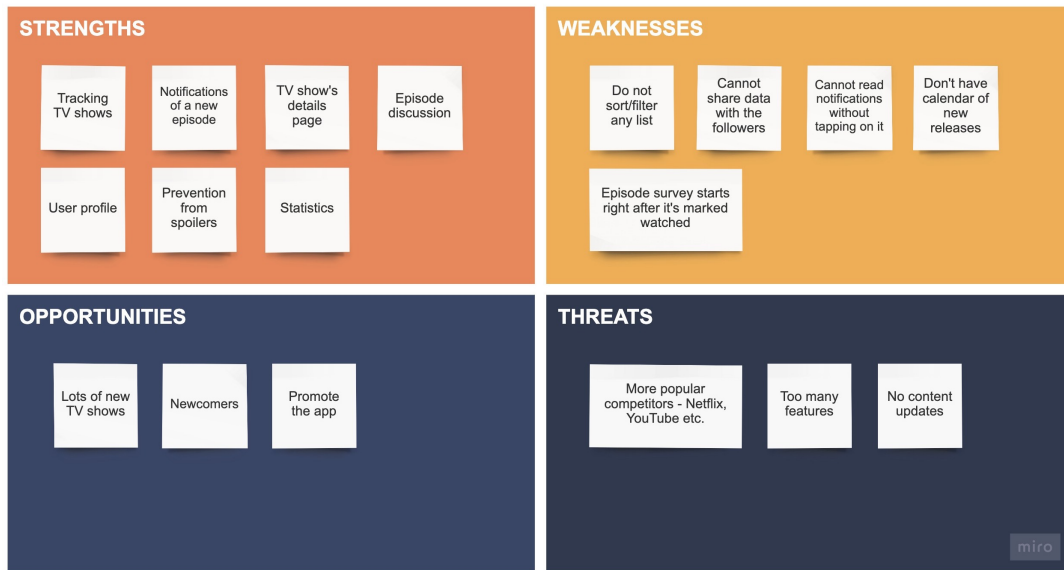 STRENGTHS
Tracking
TV shows
Notifications
of a new
episode
TV show's
details
page
Episode
discussion
User profile
Prevention
from
spoilers
Statistics
WEAKNESSES
Do not
sort/filter
any list
Cannot
share data
with the
followers
Cannot read
notifications
without
tapping on it
Don't have
calendar of
new
releases
Episode survey starts
right after it's marked
watched
OPPORTUNITIES
Lots of new
TV shows
Newcomers
Promote
the app
THREATS
More popular
competitors - Netflix,
YouTube etc.
Too many
features
No content
updates
miro